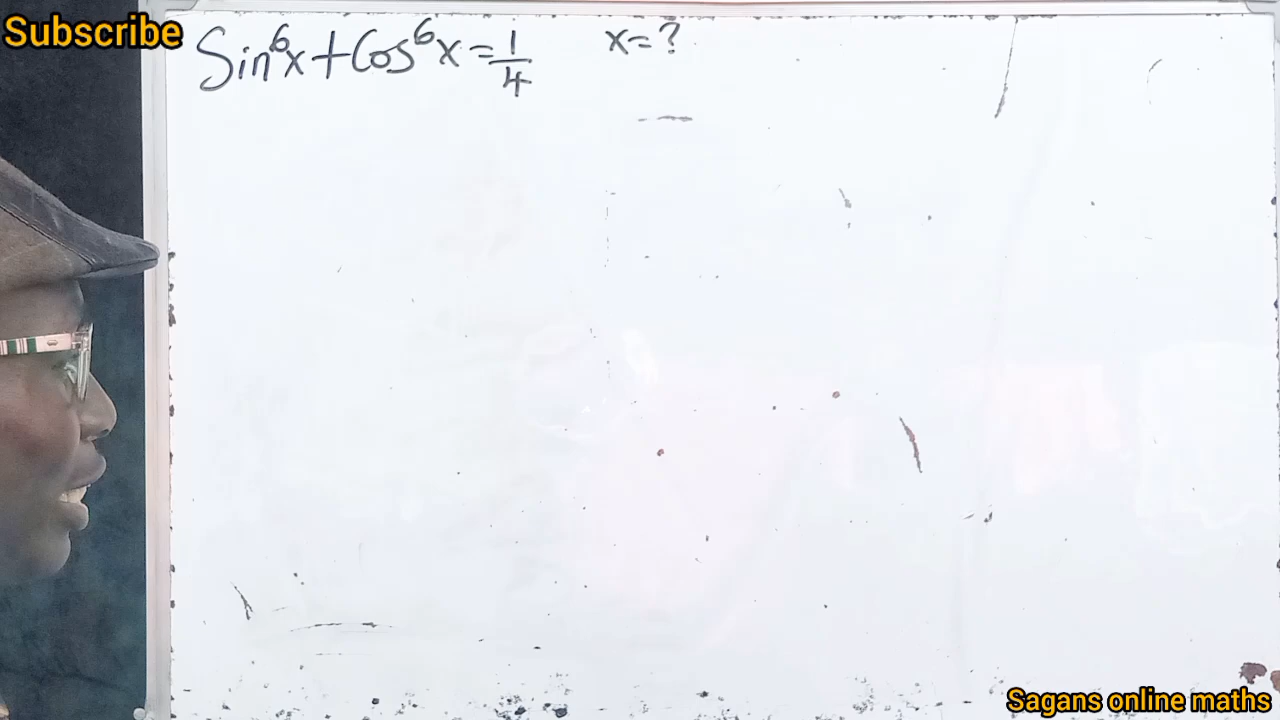 Subscribe
Sin⁶x + Cos⁶x = 1/4 x = ?
Sagans online maths